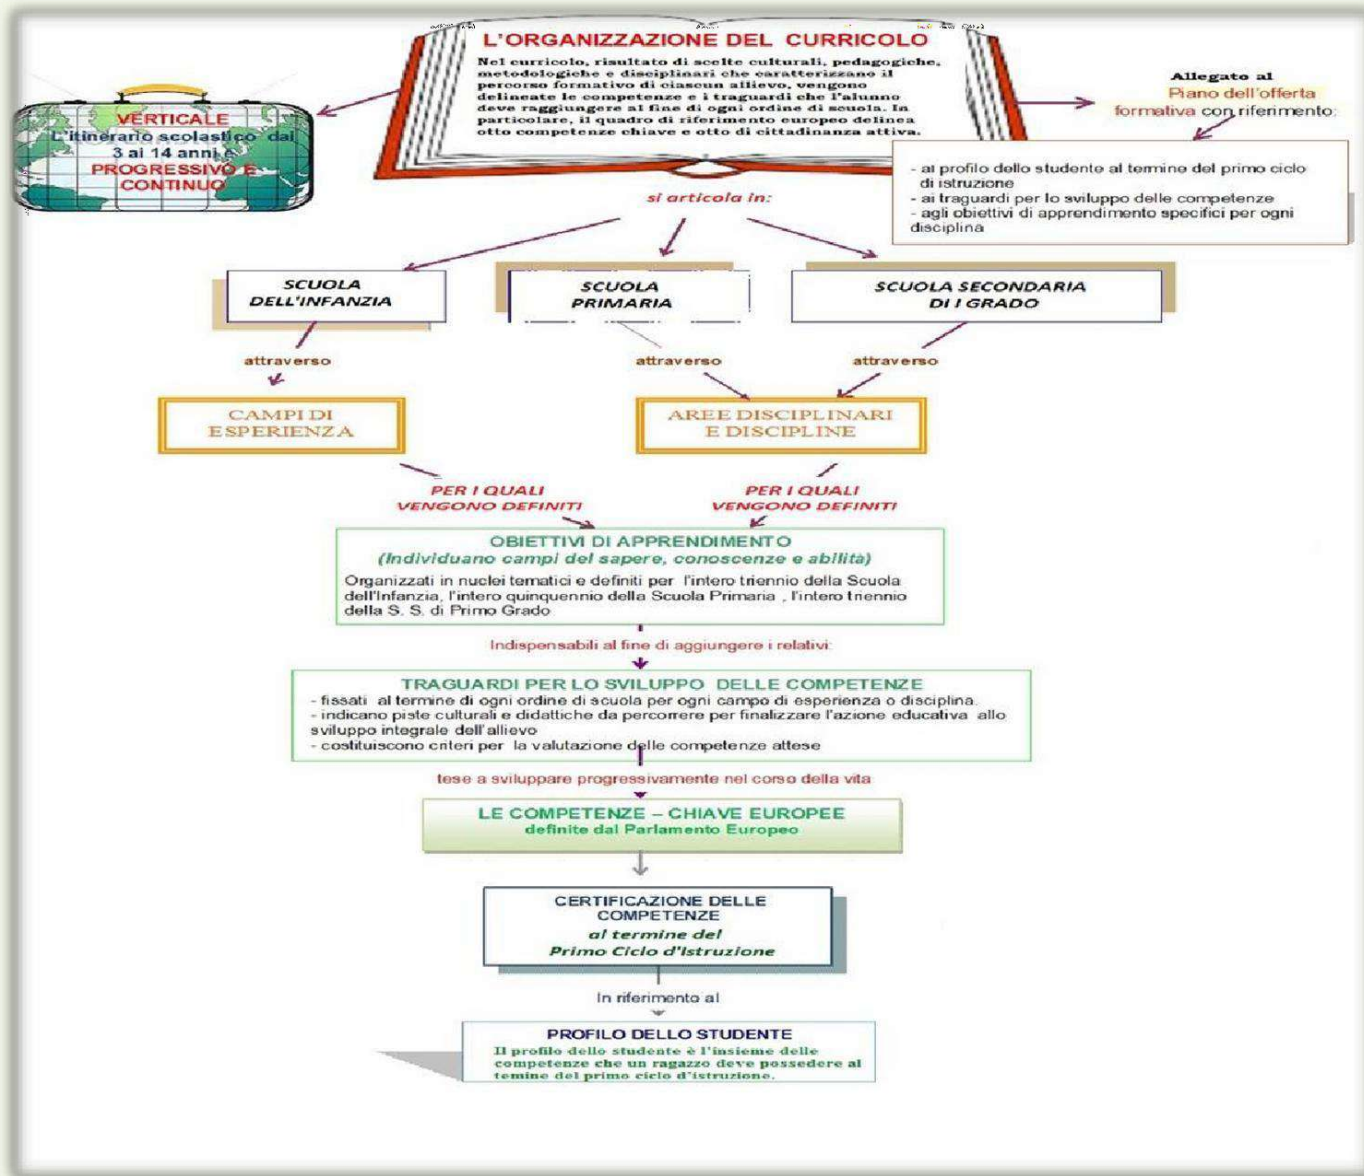 L'ORGANIZZAZIONE DEL CURRICOLO
Nel curricolo, risultato di scelte culturali, pedagogiche,
metodologiche e disciplinari che caratterizzano il
percorso formativo di ciascun allievo, vengono
delineate le competenze e i traguardi che l'alunno
deve raggiungere al fine di ogni ordine di scuola. In
particolare, il quadro di riferimento europeo delinea
otto competenze chiave e otto di cittadinanza attiva.
VERTICALE
L'itinerario scolastico dai
3 ai 14 anni è
PROGRESSIVO E
CONTINUO
Allegato al
Piano dell'offerta
formativa con riferimento:
- al profilo dello studente al termine del primo ciclo
di istruzione
- ai traguardi per lo sviluppo delle competenze
- agli obiettivi di apprendimento specifici per ogni
disciplina
si articola in:
SCUOLA
DELL'INFANZIA
SCUOLA
PRIMARIA
SCUOLA SECONDARIA
DI I GRADO
attraverso
attraverso
attraverso
CAMPI DI
ESPERIENZA
AREE DISCIPLINARI
E DISCIPLINE
PER I QUALI
VENGONO DEFINITI
PER I QUALI
VENGONO DEFINITI
OBIETTIVI DI APPRENDIMENTO
(Individuano campi del sapere, conoscenze e abilità)
Organizzati in nuclei tematici e definiti per l'intero triennio della Scuola
dell'Infanzia, l'intero quinquennio della Scuola Primaria , l'intero triennio
della S. S. di Primo Grado
Indispensabili al fine di aggiungere i relativi:
TRAGUARDI PER LO SVILUPPO DELLE COMPETENZE
- fissati al termine di ogni ordine di scuola per ogni campo di esperienza o disciplina.
- indicano piste culturali e didattiche da percorrere per finalizzare l'azione educativa allo
sviluppo integrale dell'allievo
- costituiscono criteri per la valutazione delle competenze attese
tese a sviluppare progressivamente nel corso della vita
LE COMPETENZE – CHIAVE EUROPEE
definite dal Parlamento Europeo
CERTIFICAZIONE DELLE
COMPETENZE
al termine del
Primo Ciclo d'Istruzione
In riferimento al
PROFILO DELLO STUDENTE
Il profilo dello studente è l'insieme delle
competenze che un ragazzo deve possedere al
temine del primo ciclo d'istruzione.